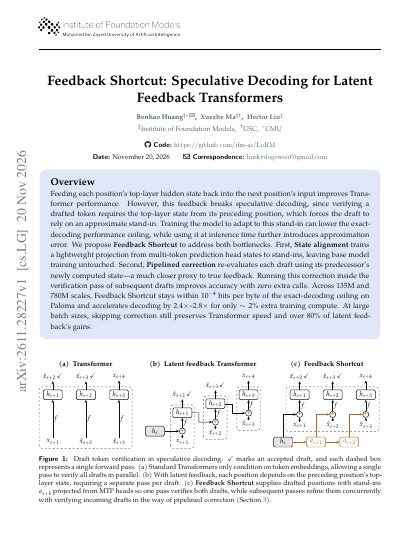 Institute of Foundation Models
Mohamed bin Zayed University of Artificial Intelligence
Feedback Shortcut: Speculative Decoding for Latent
Feedback Transformers
Benhao Huang, Xuezhe Ma, Hector Liu
Institute of Foundation Models, USC, CMU
Code: https://github.com/ifm-ai/LoRM
Date: November 20, 2026 Correspondence: huskydogewoof@gmail.com
arXiv:2611.28227v1 [cs.LG] 20 Nov 2026
Overview
Feeding each position's top-layer hidden state back into the next position's input improves Trans-
former performance. However, this feedback breaks speculative decoding, since verifying a
drafted token requires the top-layer state from its preceding position, which forces the draft to
rely on an approximate stand-in. Training the model to adapt to this stand-in can lower the exact-
decoding performance ceiling, while using it at inference time further introduces approximation
error. We propose Feedback Shortcut to address both bottlenecks. First, State alignment trains
a lightweight projection from multi-token prediction head states to stand-ins, leaving base model
training untouched. Second, Pipelined correction re-evaluates each draft using its predecessor's
newly computed state—a much closer proxy to true feedback. Running this correction inside the
verification pass of subsequent drafts improves accuracy with zero extra calls. Across 135M and
780M scales, Feedback Shortcut stays within 10⁻⁴ bits per byte of the exact-decoding ceiling on
Paloma and accelerates decoding by 2.4×–2.8× for only ∼ 2% extra training compute. At large
batch sizes, skipping correction still preserves Transformer speed and over 80% of latent feed-
back's gains.
(a) Transformer (b) Latent feedback Transformer (c) Feedback Shortcut
Figure 1: Draft token verification in speculative decoding. ✓ marks an accepted draft, and each dashed box
represents a single forward pass. (a) Standard Transformers only condition on token embeddings, allowing a single
pass to verify all drafts in parallel. (b) With latent feedback, each position depends on the preceding position's top-
layer, requiring a separate pass per draft. (c) Feedback Shortcut supplies drafted positions with stand-ins
projected from MTP heads so one pass verifies both drafts, while subsequent passes refine them concurrently
with verifying incoming drafts in the way of pipelined correction (Section 3).